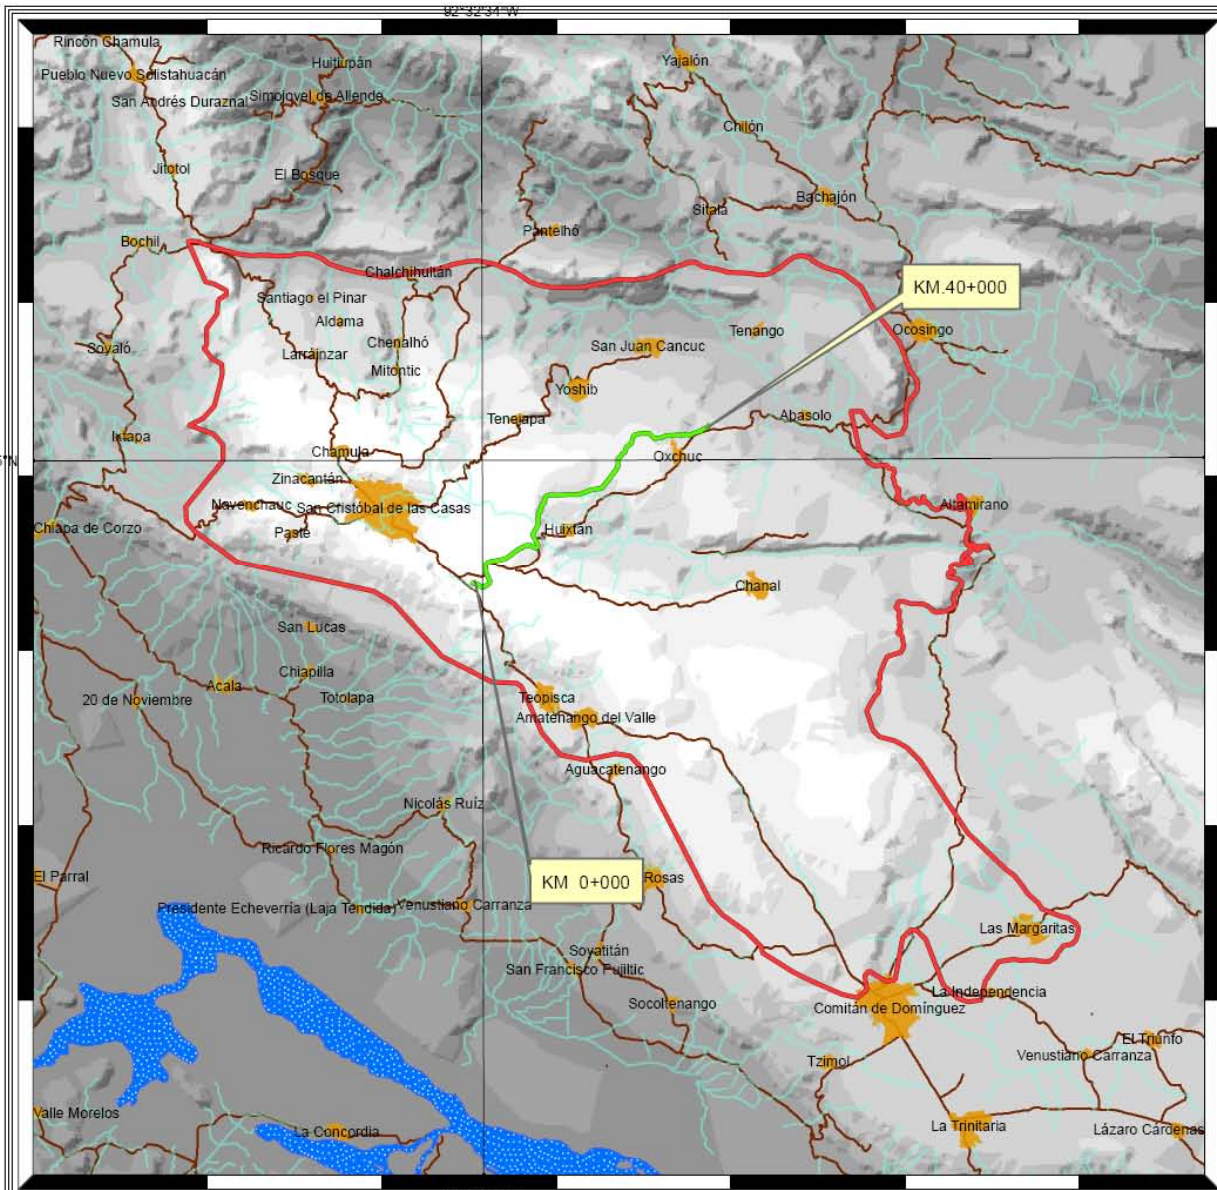 92°32'34"W
Rincón Chamula
Huitiupán
Yajalón
Pueblo Nuevo Solistahuacán
San Andrés Duraznal
Simojovel de Allende
Chilón
Jitotol
El Bosque
Bachajón
Sitalá
Pantelhó
Bochil
Chalchihuitán
KM.40+000
Santiago el Pinar
Aldama
Tenango
Ocosingo
Soyaló
Larráinzar
Chenalhó
San Juan Cancuc
Mitontic
Yoshib
Tenejapa
Abasolo
Ixtapa
Chamula
Oxchuc
5"N
Zinacantán
Navenchauc
San Cristóbal de las Casas
Altamirano
Chiapa de Corzo
Pasté
Huixtán
Chanal
San Lucas
Chiapilla
Acala
20 de Noviembre
Totolapa
Teopisca
Amatenango del Valle
Aguacatenango
Nicolás Ruíz
Ricardo Flores Magón
El Parral
KM 0+000
Rosas
Presidente Echeverría (Laja Tendida)
Venustiano Carranza
Las Margaritas
Soyatitán
San Francisco Pujiltic
La Independencia
Socoltenango
Comitán de Domínguez
El Triunfo
Tzimol
Venustiano Carranza
Valle Morelos
La Concordia
La Trinitaria
Lázaro Cárdenas